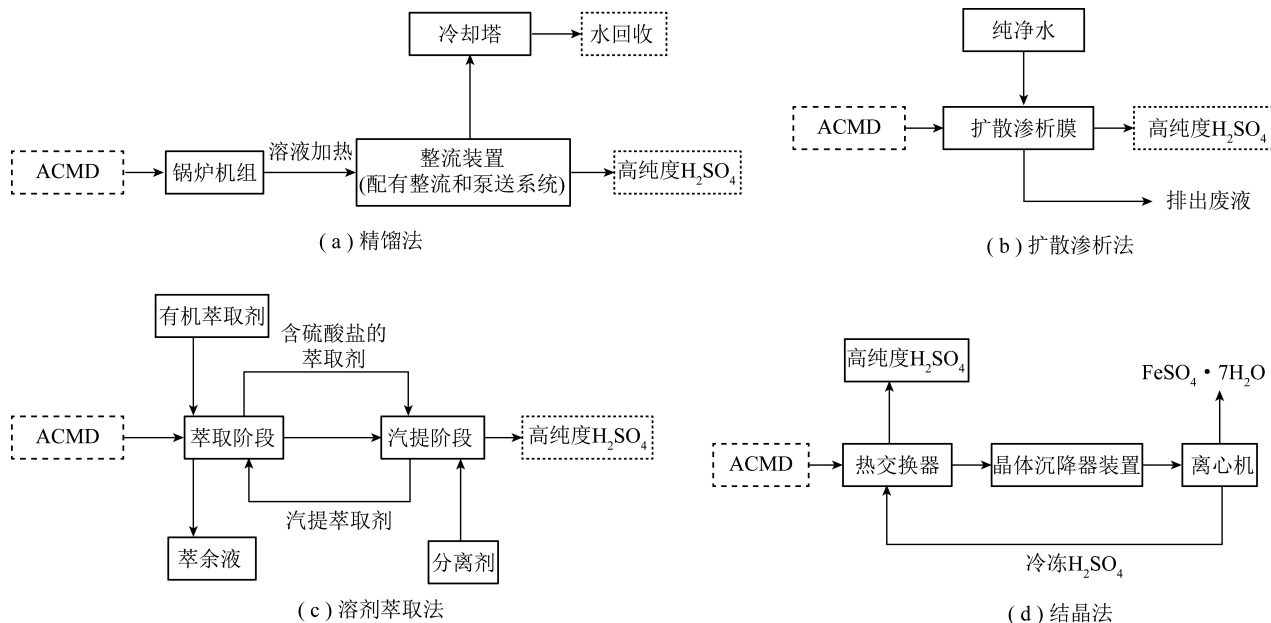 冷却塔
水回收
ACMD
锅炉机组
溶液加热
整流装置
(配有整流和泵送系统)
高纯度H₂SO₄
( a ) 精馏法
纯净水
ACMD
扩散渗析膜
高纯度H₂SO₄
排出废液
( b ) 扩散渗析法
有机萃取剂
含硫酸盐的
萃取剂
ACMD
萃取阶段
汽提阶段
高纯度H₂SO₄
汽提萃取剂
萃余液
分离剂
( c ) 溶剂萃取法
高纯度H₂SO₄
FeSO₄·7H₂O
ACMD
热交换器
晶体沉降器装置
离心机
冷冻H₂SO₄
( d ) 结晶法